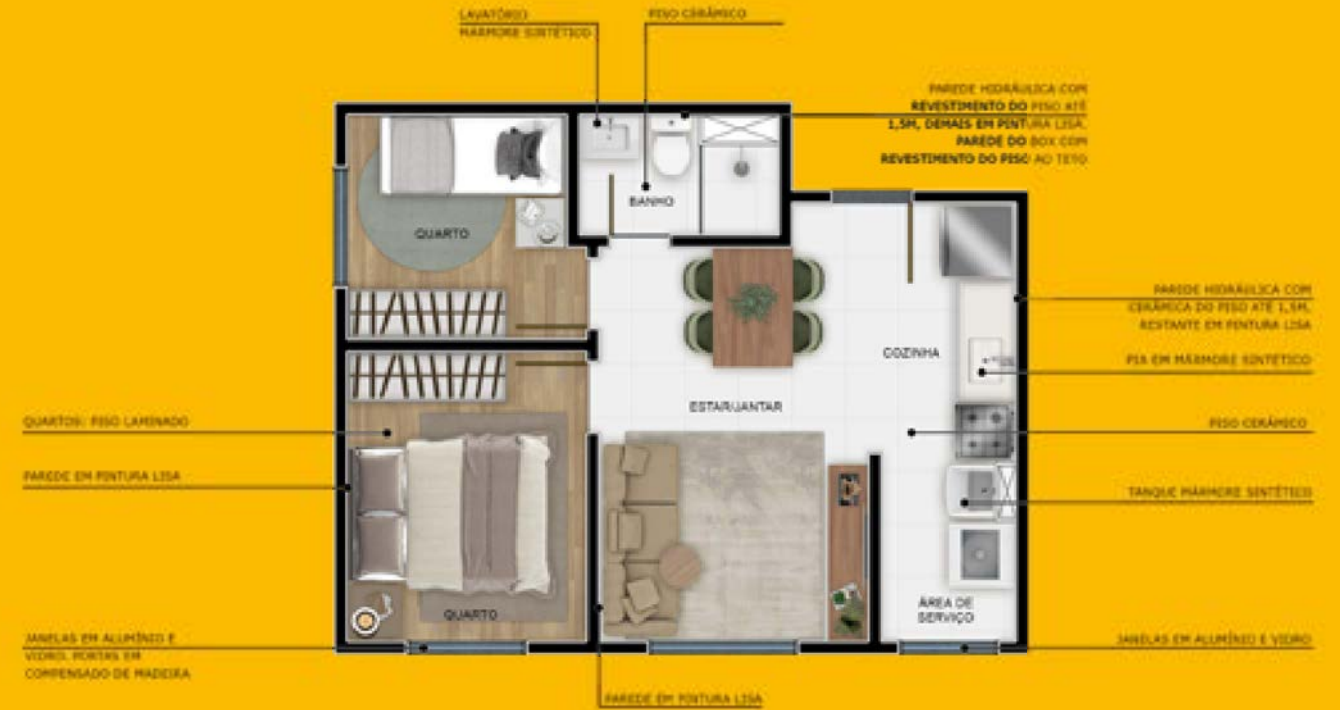 LAVATÓRIO
MÁRMORE SINTÉTICO
PISO CERÂMICO
PAREDE HIDRÁULICA COM
REVESTIMENTO DO PISO ATÉ
1,5M, DEMAIS EM PINTURA LISA.
PAREDE DO BOX COM
REVESTIMENTO DO PISO AO TETO
BANHO
QUARTO
PAREDE HIDRÁULICA COM
CERÂMICA DO PISO ATÉ 1,5M,
RESTANTE EM PINTURA LISA
COZINHA
PIA EM MÁRMORE SINTÉTICO
ESTAR/JANTAR
QUARTOS: PISO LAMINADO
PISO CERÂMICO
PAREDE EM PINTURA LISA
TANQUE MÁRMORE SINTÉTICO
QUARTO
ÁREA DE
SERVIÇO
JANELAS EM ALUMÍNIO E
VIDRO. PORTAS EM
COMPENSADO DE MADEIRA
JANELAS EM ALUMÍNIO E VIDRO
PAREDE EM PINTURA LISA